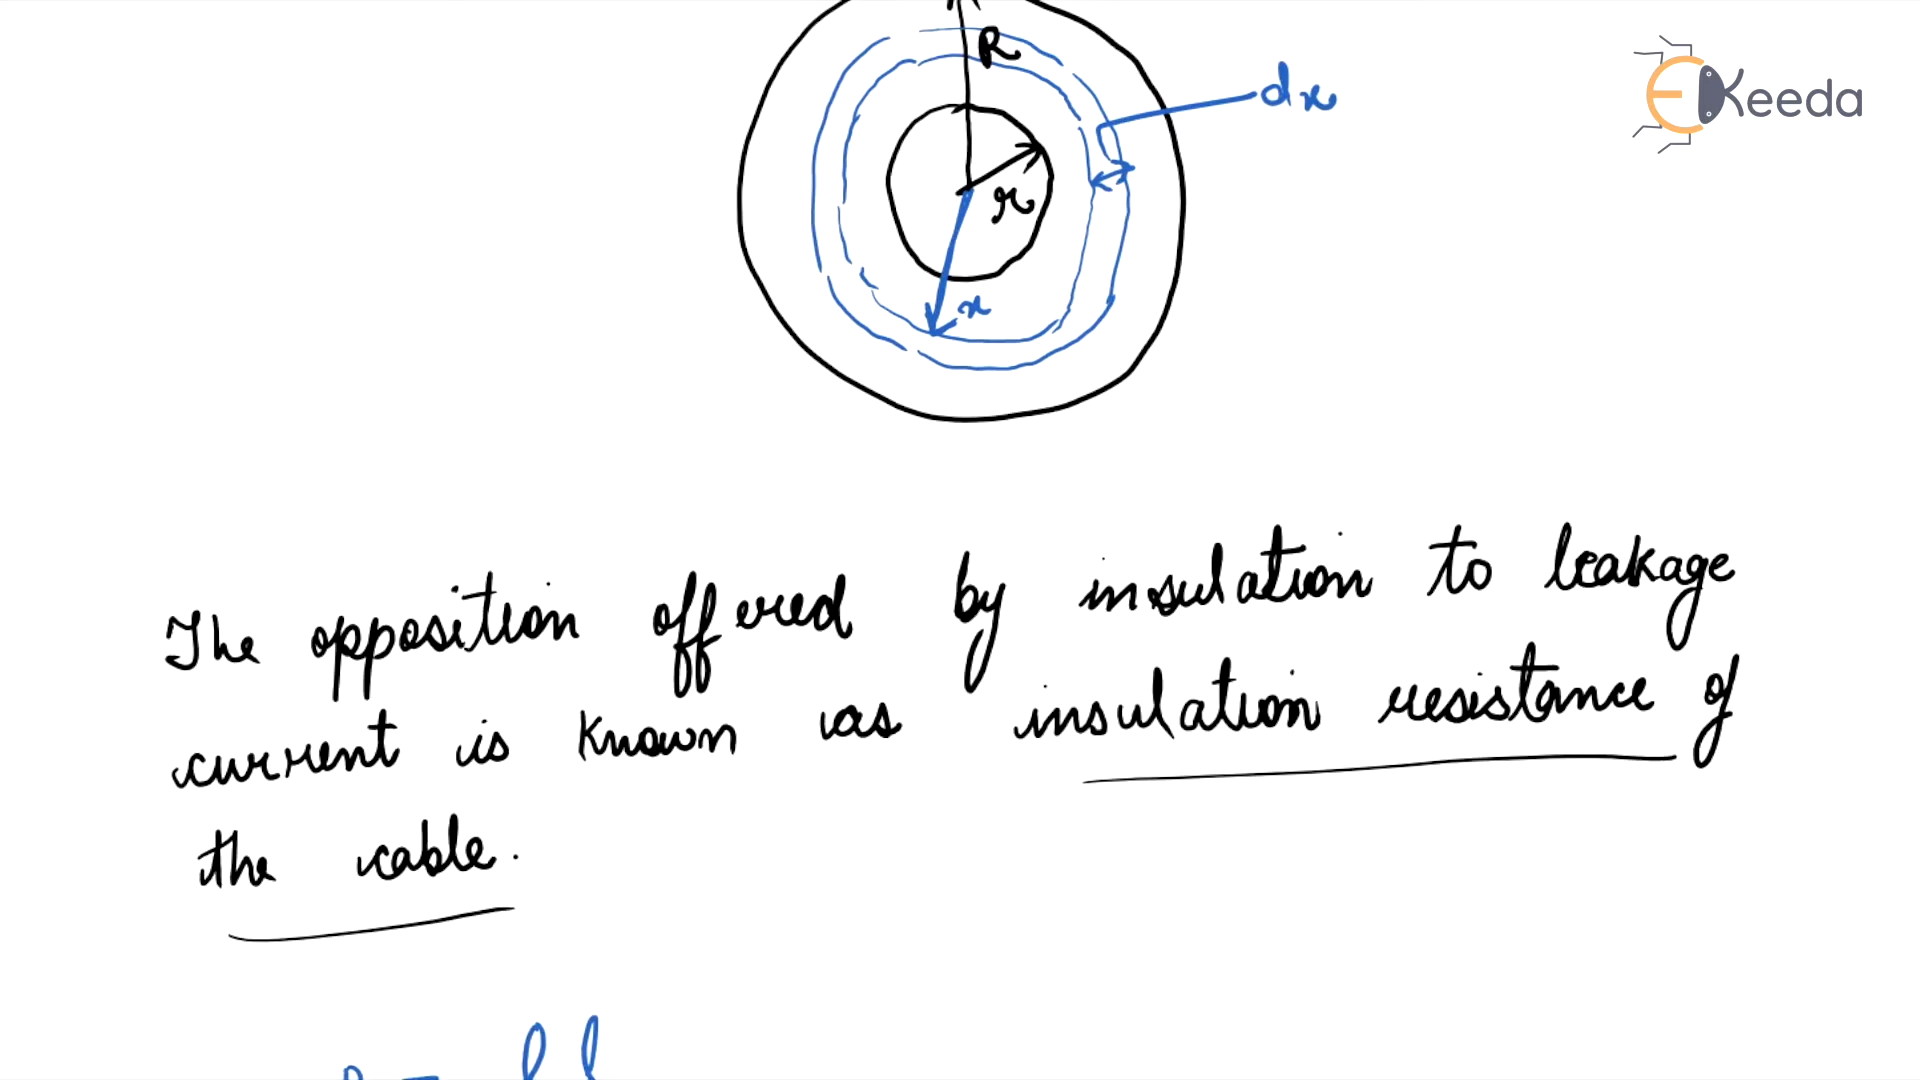 R
EKeeda
dx
r
x
The opposition offered by insulation to leakage
current is known as insulation resistance of
the cable.